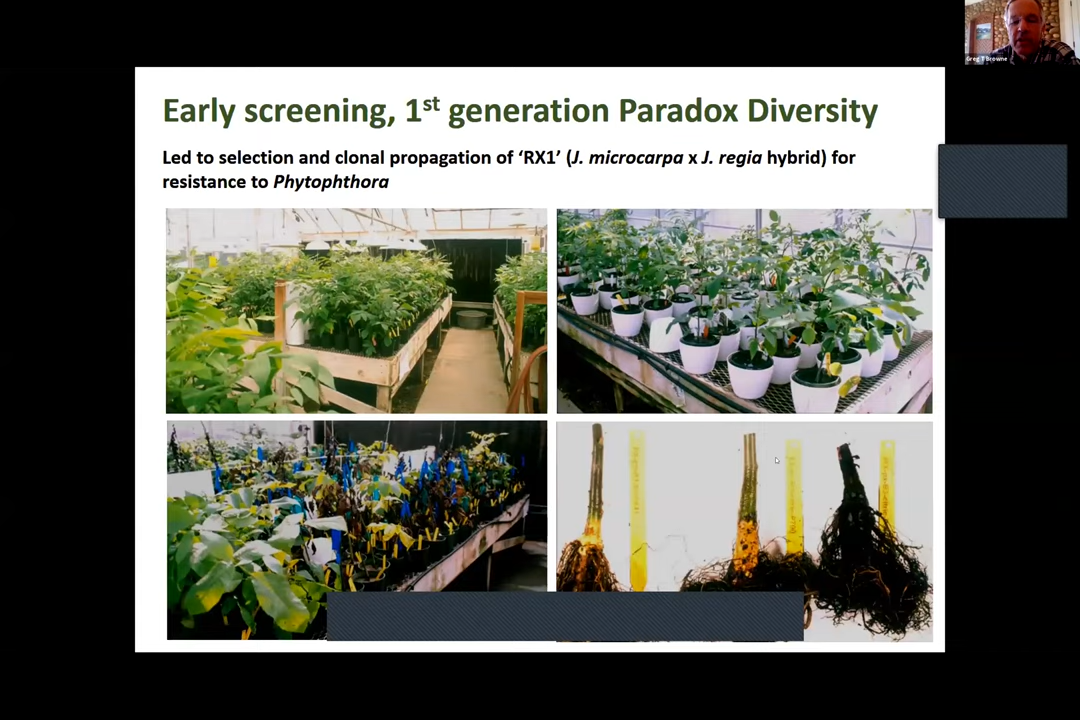 Greg T Browne
Early screening, 1st generation Paradox Diversity
Led to selection and clonal propagation of ‘RX1’ (J. microcarpa x J. regia hybrid) for
resistance to Phytophthora